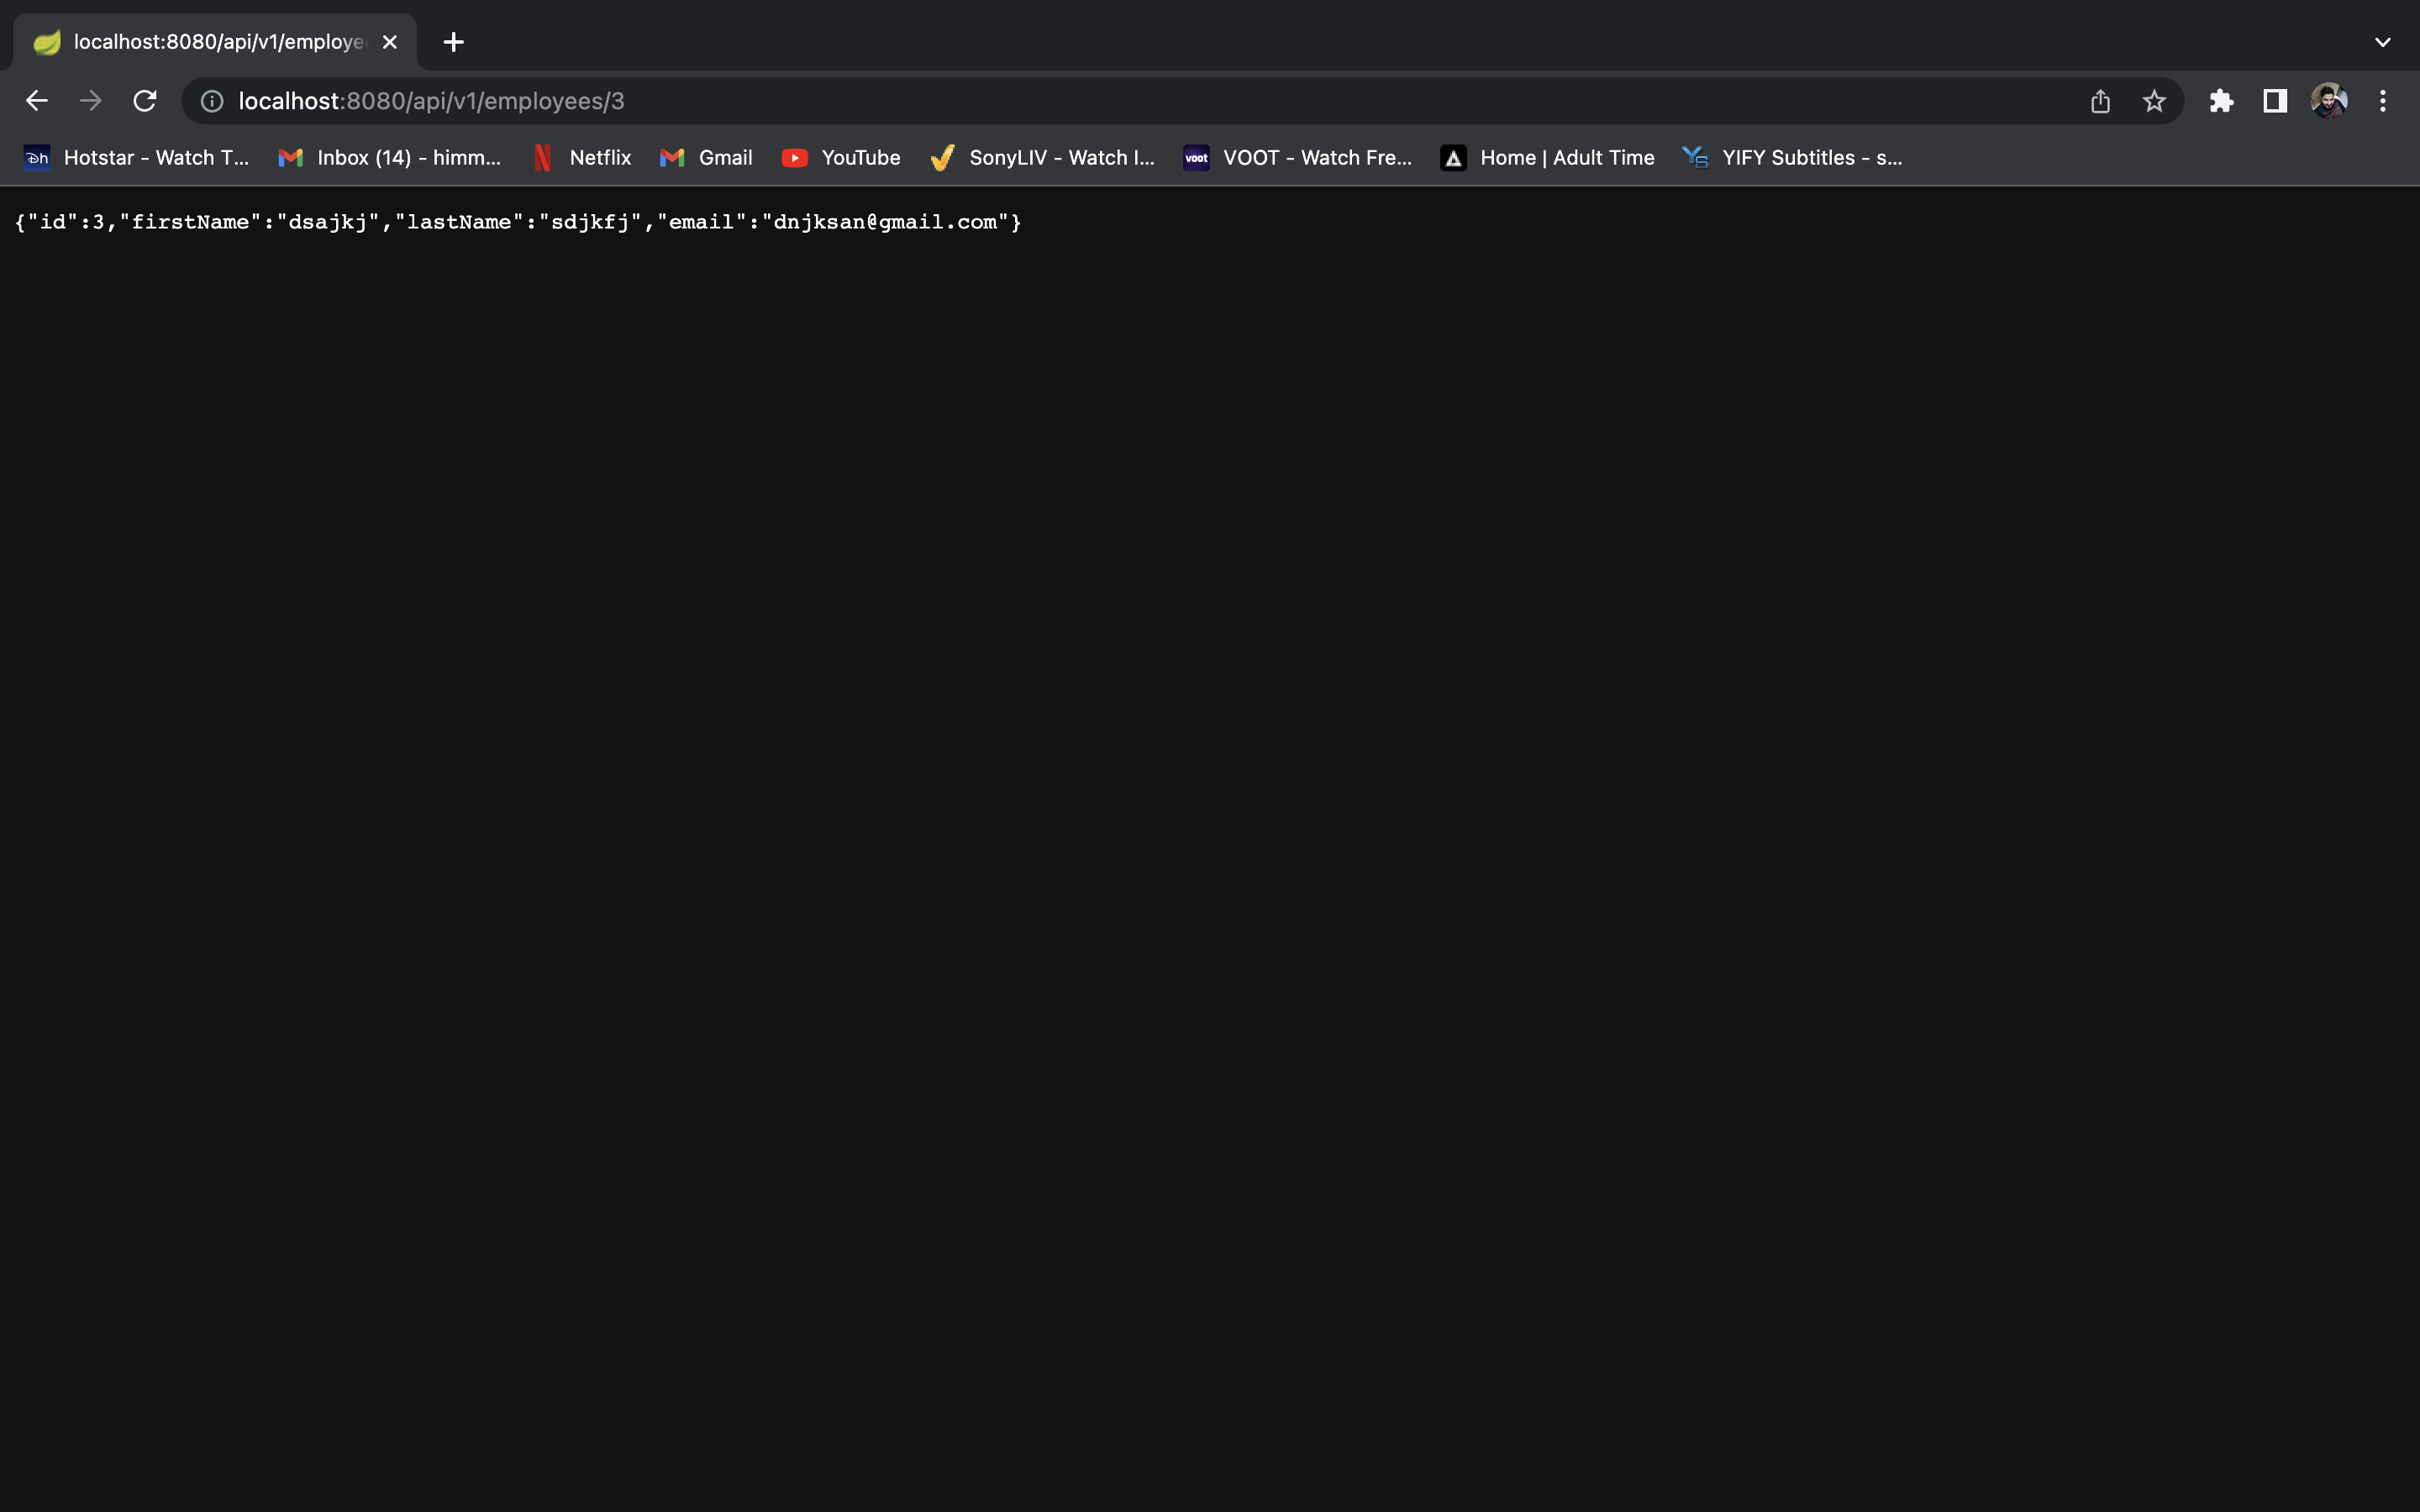 localhost:8080/api/v1/employe
localhost:8080/api/v1/employees/3
Hotstar - Watch T... Inbox (14) - himm... Netflix Gmail YouTube SonyLIV - Watch I... voot VOOT - Watch Fre... Home | Adult Time YIFY Subtitles - s...
{"id":3,"firstName":"dsajkj","lastName":"sdjkfj","email":"dnjksan@gmail.com"}